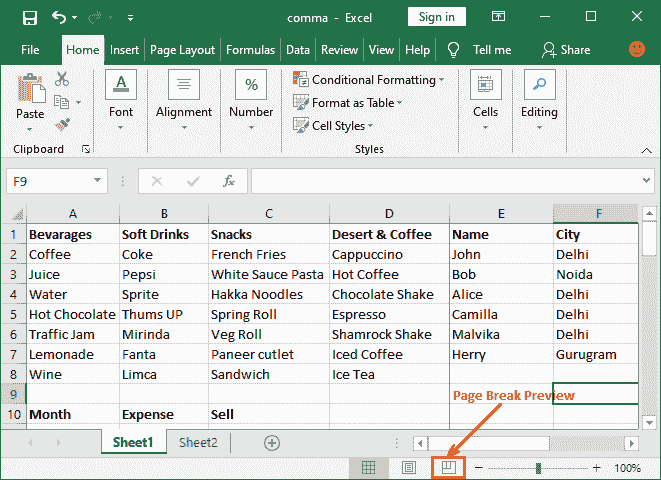 comma - Excel
Sign in
File Home Insert Page Layout Formulas Data Review View Help Tell me Share
Paste
Clipboard
A
Font
Alignment
%
Number
Conditional Formatting
Format as Table
Cell Styles
Styles
Cells
Editing
F9
fx
A B C D E F
1 Bevarages Soft Drinks Snacks Desert & Coffee Name City
2 Coffee Coke French Fries Cappuccino John Delhi
3 Juice Pepsi White Sauce Pasta Hot Coffee Bob Noida
4 Water Sprite Hakka Noodles Chocolate Shake Alice Delhi
5 Hot Chocolate Thums UP Spring Roll Espresso Camilla Delhi
6 Traffic Jam Mirinda Veg Roll Shamrock Shake Malvika Delhi
7 Lemonade Fanta Paneer cutlet Iced Coffee Herry Gurugram
8 Wine Limca Sandwich Ice Tea
9 Page Break Preview
10 Month Expense Sell
Sheet1 Sheet2
100%